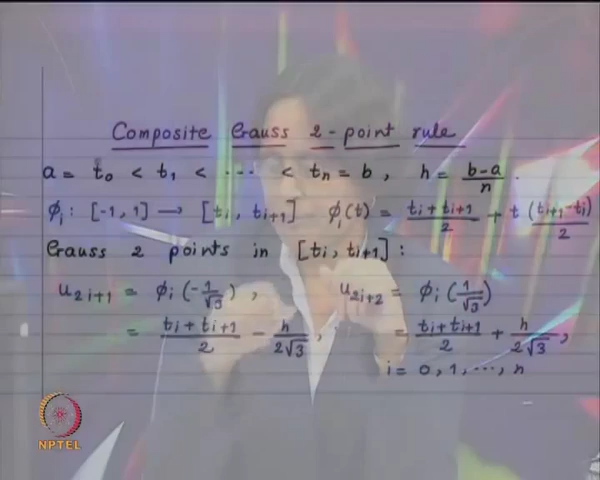 Composite Gauss 2-point rule
a = t₀ < t₁ < ---- < tₙ = b, h = (b-a)/n.
φᵢ: [-1, 1] → [tᵢ, tᵢ₊₁] φᵢ(t) = (tᵢ + tᵢ₊₁)/2 + t (tᵢ₊₁ - tᵢ)/2
Gauss 2 points in [tᵢ, tᵢ₊₁]:
u₂ᵢ₊₁ = φᵢ(-1/√3), u₂ᵢ₊₂ = φᵢ(1/√3)
= (tᵢ + tᵢ₊₁)/2 - h/(2√3), = (tᵢ + tᵢ₊₁)/2 + h/(2√3),
i = 0, 1, ..., n
NPTEL